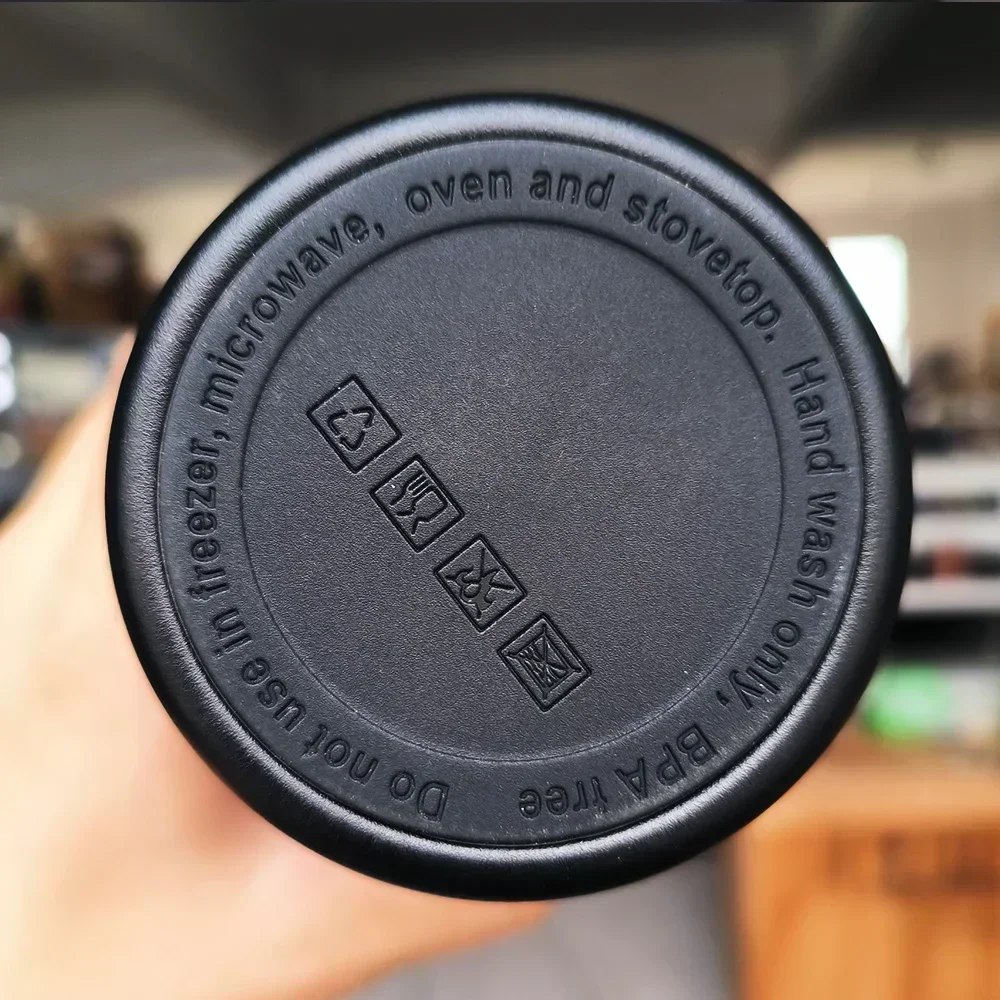 Do not use in freezer, microwave, oven and stovetop. Hand wash only, BPA free